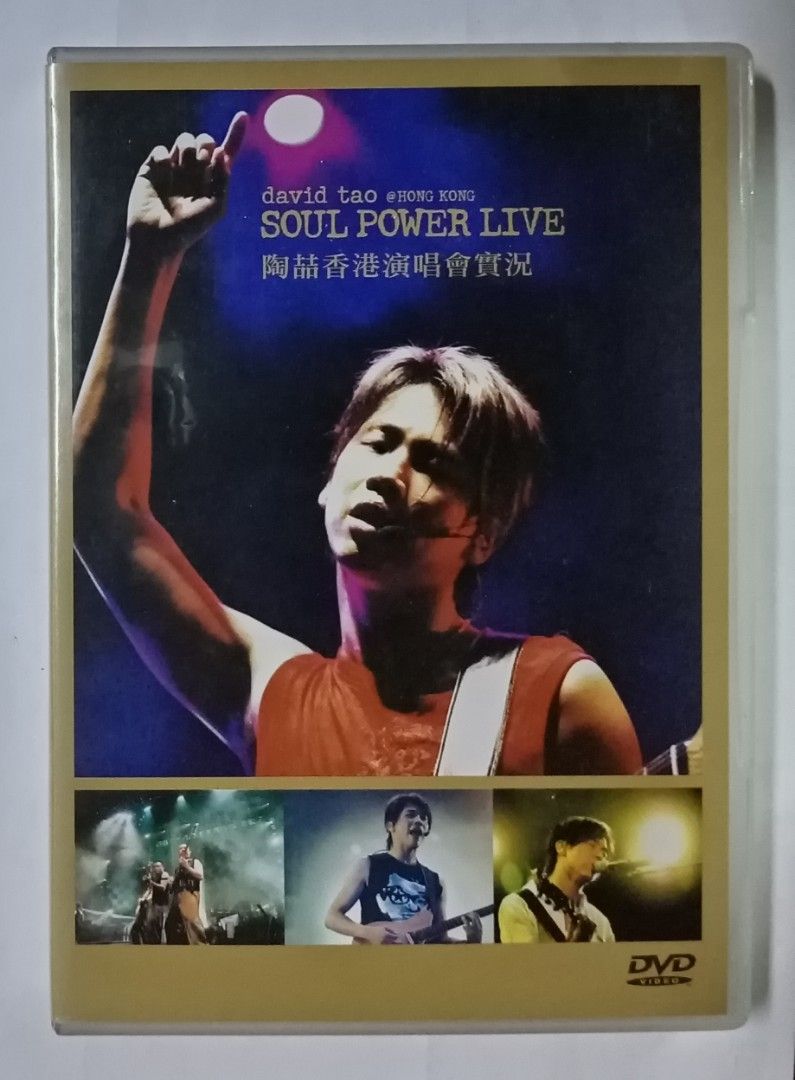 david tao @HONG KONG
SOUL POWER LIVE
陶喆香港演唱會實況
DVD
VIDEO